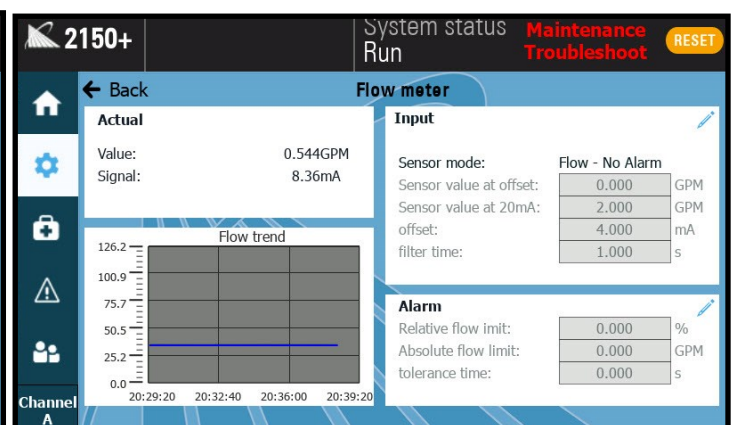 2150+
System status
Run
Maintenance
Troubleshoot
RESET
Back
Flow meter
Actual
Value: 0.544GPM
Signal: 8.36mA
Flow trend
126.2
100.9
75.7
50.5
25.2
0.0
20:29:20 20:32:40 20:36:00 20:39:20
Input
Sensor mode: Flow - No Alarm
Sensor value at offset: 0.000 GPM
Sensor value at 20mA: 2.000 GPM
offset: 4.000 mA
filter time: 1.000 s
Alarm
Relative flow imit: 0.000 %
Absolute flow limit: 0.000 GPM
tolerance time: 0.000 s
Channel
A